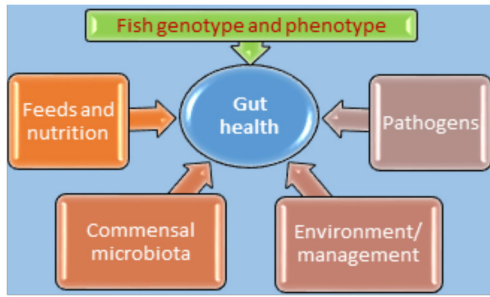 Fish genotype and phenotype
Feeds and
nutrition
Gut
health
Pathogens
Commensal
microbiota
Environment/
management